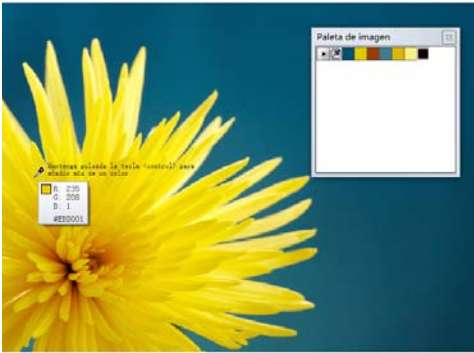 Paleta de imagen
Mantenga pulsada la tecla <control> para
añadir más de un color
R: 235
G: 208
B: 1
#EBD001